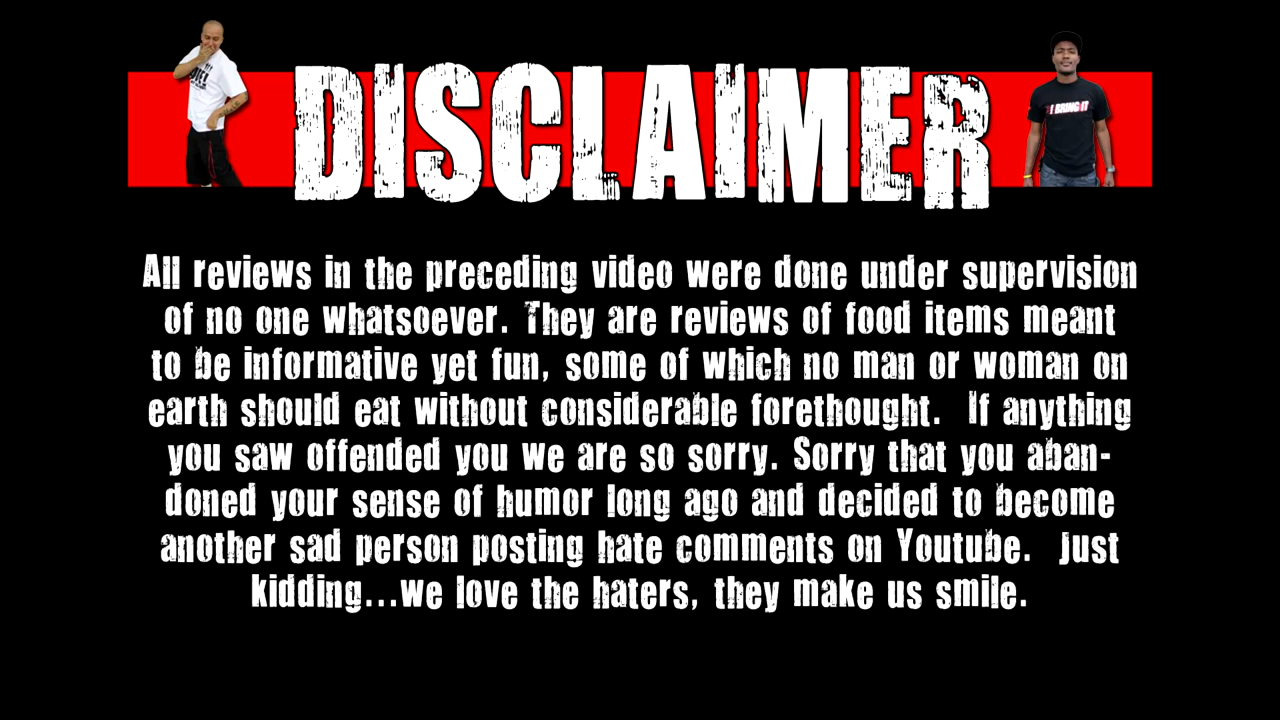 DISCLAIMER
! BRING IT
All reviews in the preceding video were done under supervision
of no one whatsoever. They are reviews of food items meant
to be informative yet fun, some of which no man or woman on
earth should eat without considerable forethought. If anything
you saw offended you we are so sorry. Sorry that you aban-
doned your sense of humor long ago and decided to become
another sad person posting hate comments on Youtube. Just
kidding...we love the haters, they make us smile.